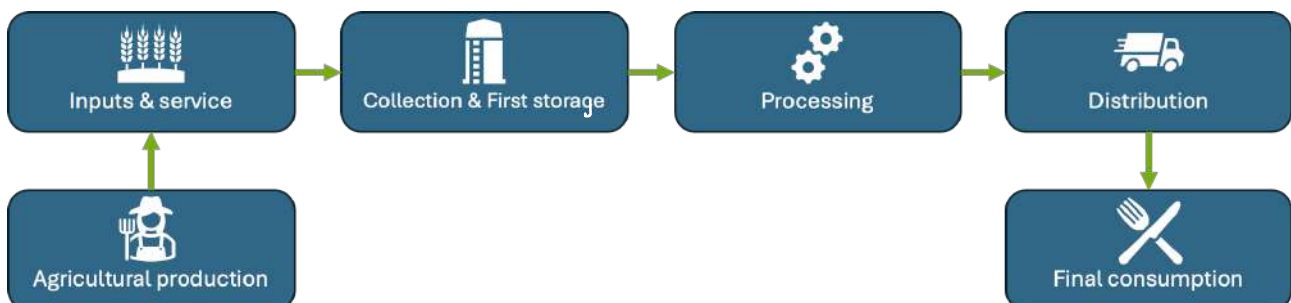 Inputs & service
Collection & First storage
Processing
Distribution
Agricultural production
Final consumption